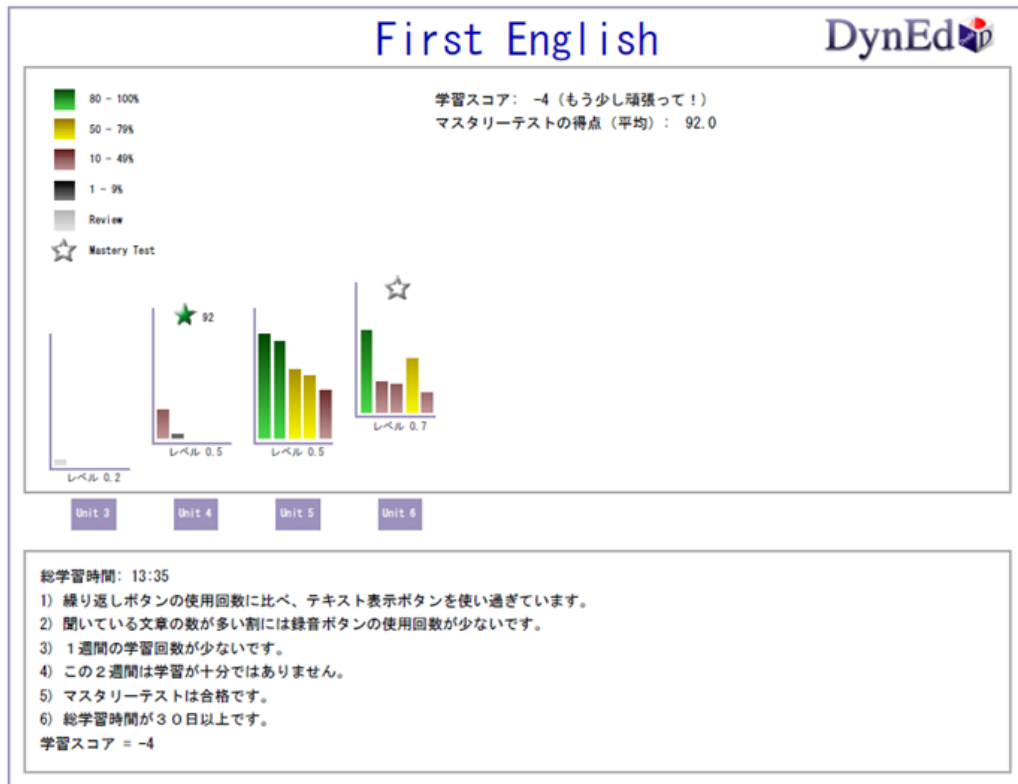 First English
DynEd
80 - 100%
50 - 79%
10 - 49%
1 - 9%
Review
Mastery Test
学習スコア: -4 (もう少し頑張って!)
マスタリーテストの得点 (平均) : 92.0
92
レベル 0.2
レベル 0.5
レベル 0.5
レベル 0.7
Unit 3
Unit 4
Unit 5
Unit 6
総学習時間: 13:35
1) 繰り返しボタンの使用回数に比べ、テキスト表示ボタンを使い過ぎています。
2) 聞いている文章の数が多い割には録音ボタンの使用回数が少ないです。
3) 1週間の学習回数が少ないです。
4) この2週間は学習が十分ではありません。
5) マスタリーテストは合格です。
6) 総学習時間が30日以上です。
学習スコア = -4